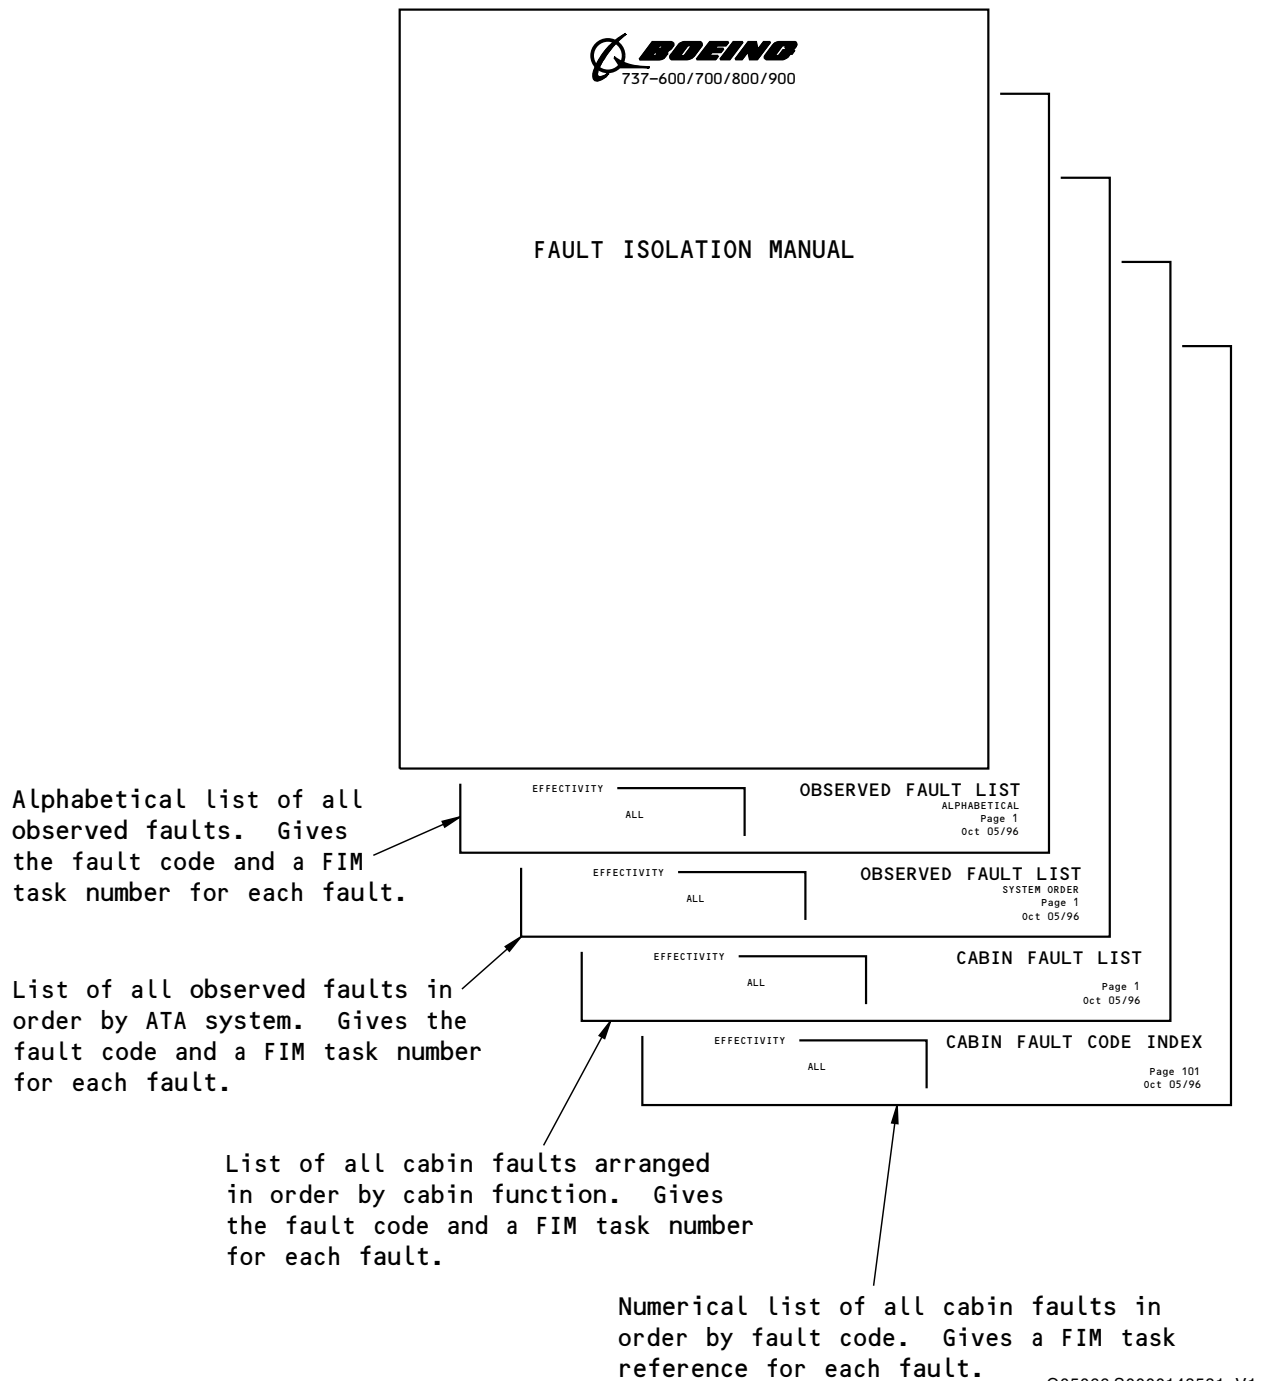 BOEING
737-600/700/800/900
FAULT ISOLATION MANUAL
EFFECTIVITY
ALL
OBSERVED FAULT LIST
ALPHABETICAL
Page 1
Oct 05/96
Alphabetical list of all
observed faults. Gives
the fault code and a FIM
task number for each fault.
EFFECTIVITY
ALL
OBSERVED FAULT LIST
SYSTEM ORDER
Page 1
Oct 05/96
List of all observed faults in
order by ATA system. Gives the
fault code and a FIM task number
for each fault.
EFFECTIVITY
ALL
CABIN FAULT LIST
Page 1
Oct 05/96
EFFECTIVITY
ALL
CABIN FAULT CODE INDEX
Page 101
Oct 05/96
List of all cabin faults arranged
in order by cabin function. Gives
the fault code and a FIM task number
for each fault.
Numerical list of all cabin faults in
order by fault code. Gives a FIM task
reference for each fault.